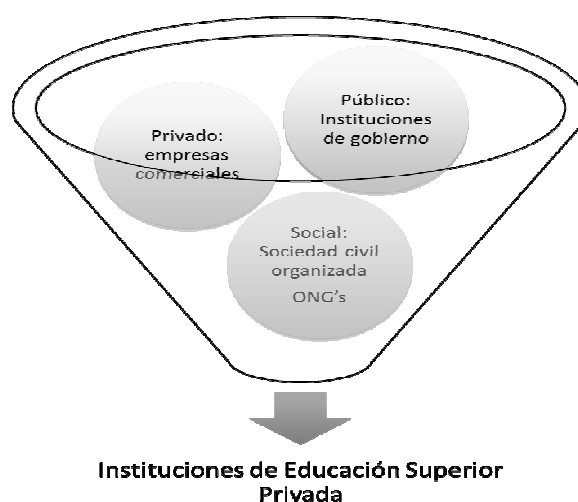 Público:
Instituciones
de gobierno
Privado:
empresas
comerciales
Social:
Sociedad civil
organizada
ONG's
Instituciones de Educación Superior
Privada